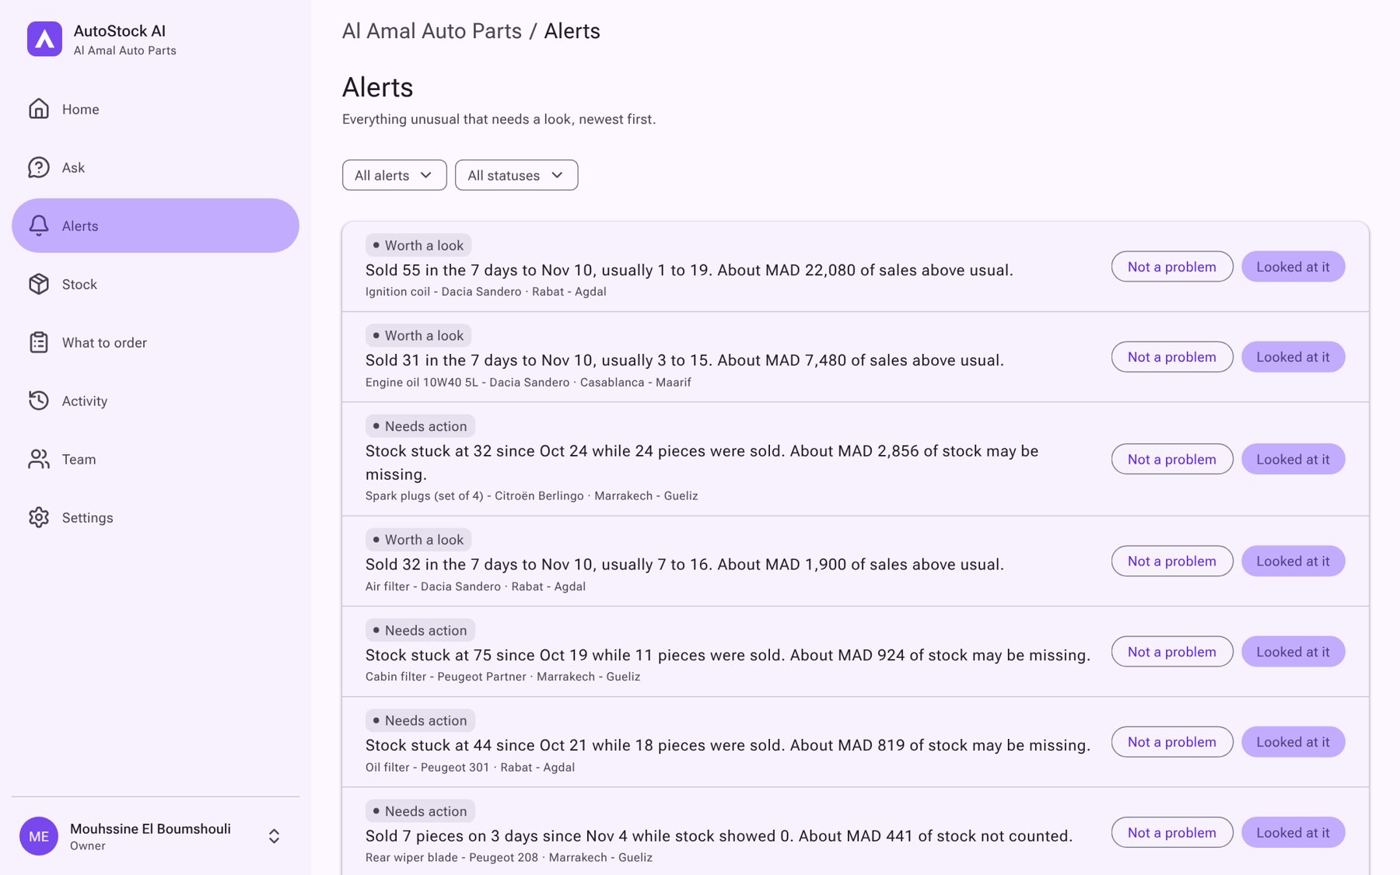 AutoStock AI
Al Amal Auto Parts
Home
Ask
Alerts
Stock
What to order
Activity
Team
Settings
ME
Mouhssine El Boumshouli
Owner
Al Amal Auto Parts / Alerts
Alerts
Everything unusual that needs a look, newest first.
All alerts
All statuses
Worth a look
Sold 55 in the 7 days to Nov 10, usually 1 to 19. About MAD 22,080 of sales above usual.
Ignition coil - Dacia Sandero · Rabat - Agdal
Not a problem
Looked at it
Worth a look
Sold 31 in the 7 days to Nov 10, usually 3 to 15. About MAD 7,480 of sales above usual.
Engine oil 10W40 5L - Dacia Sandero · Casablanca - Maarif
Not a problem
Looked at it
Needs action
Stock stuck at 32 since Oct 24 while 24 pieces were sold. About MAD 2,856 of stock may be
missing.
Spark plugs (set of 4) - Citroën Berlingo · Marrakech - Gueliz
Not a problem
Looked at it
Worth a look
Sold 32 in the 7 days to Nov 10, usually 7 to 16. About MAD 1,900 of sales above usual.
Air filter - Dacia Sandero · Rabat - Agdal
Not a problem
Looked at it
Needs action
Stock stuck at 75 since Oct 19 while 11 pieces were sold. About MAD 924 of stock may be missing.
Cabin filter - Peugeot Partner · Marrakech - Gueliz
Not a problem
Looked at it
Needs action
Stock stuck at 44 since Oct 21 while 18 pieces were sold. About MAD 819 of stock may be missing.
Oil filter - Peugeot 301 · Rabat - Agdal
Not a problem
Looked at it
Needs action
Sold 7 pieces on 3 days since Nov 4 while stock showed 0. About MAD 441 of stock not counted.
Rear wiper blade - Peugeot 208 · Marrakech - Gueliz
Not a problem
Looked at it